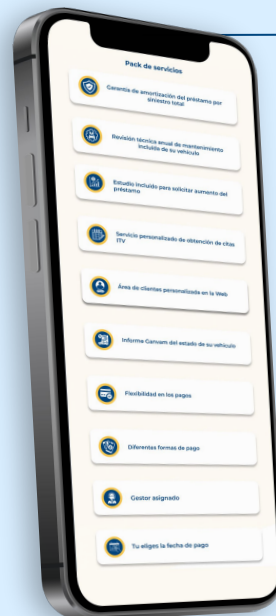 Pack de servicios
Garantía de amortización del préstamo por
siniestro total
Revisión técnica anual de mantenimiento
incluida de su vehículo
Estudio incluido para solicitar aumento del
préstamo
Servicio personalizado de obtención de citas
ITV
Área de clientes personalizada en la Web
Informe Ganvam del estado de su vehículo
Flexibilidad en los pagos
Diferentes formas de pago
Gestor asignado
Tu eliges la fecha de pago